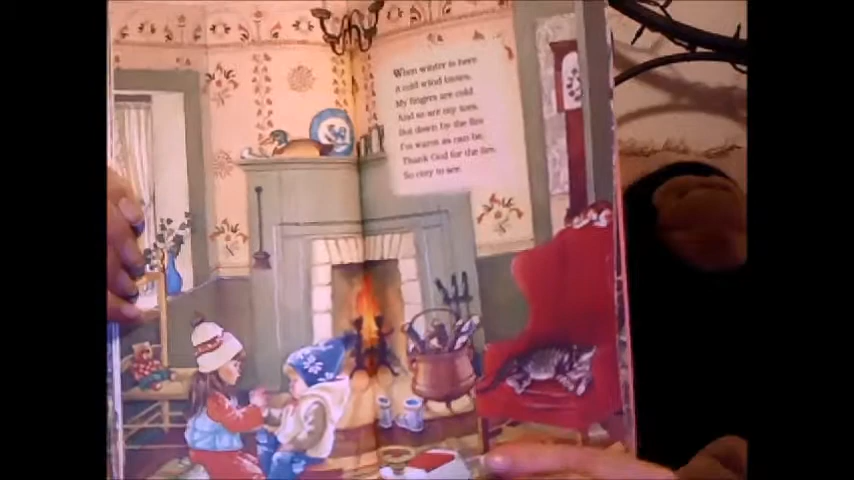 When winter is here
A cold wind blows.
My fingers are cold
And so are my toes.
But down by the fire
I'm warm as can be.
Thank God for the fire
So cozy to see.